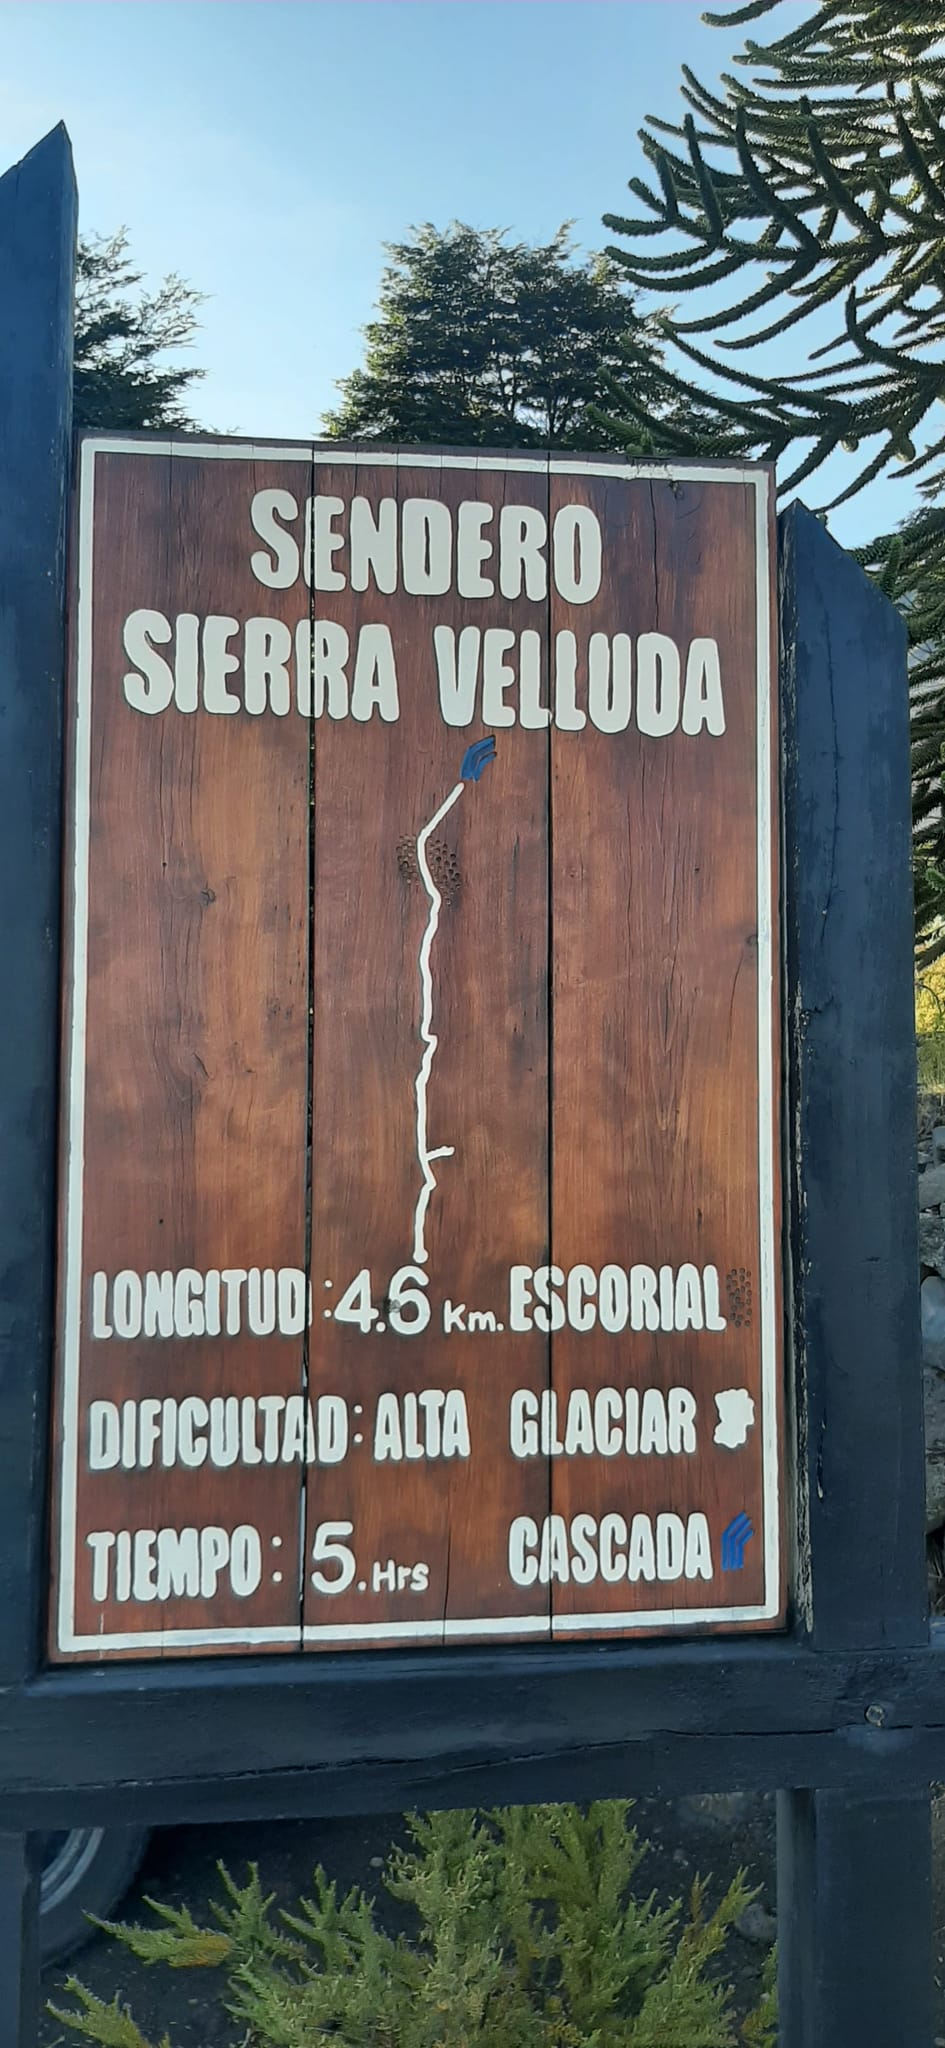 SENDERO
SIERRA VELLUDA
LONGITUD: 4.6 Km. ESCORIAL
DIFICULTAD: ALTA GLACIAR
TIEMPO: 5.Hrs CASCADA